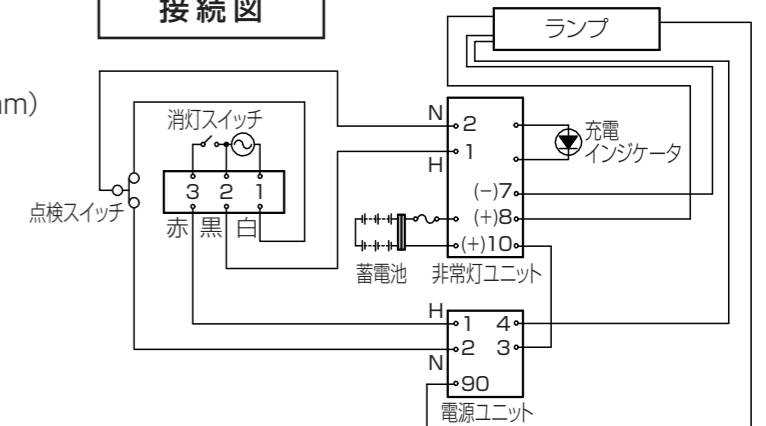 接続図
ランプ
消灯スイッチ
点検スイッチ
3 2 1
赤 黒 白
N
2
1
H
(−)7
(+)8
(+)10
充電
インジケータ
蓄電池
非常灯ユニット
H
1 4
2 3
N
90
電源ユニット